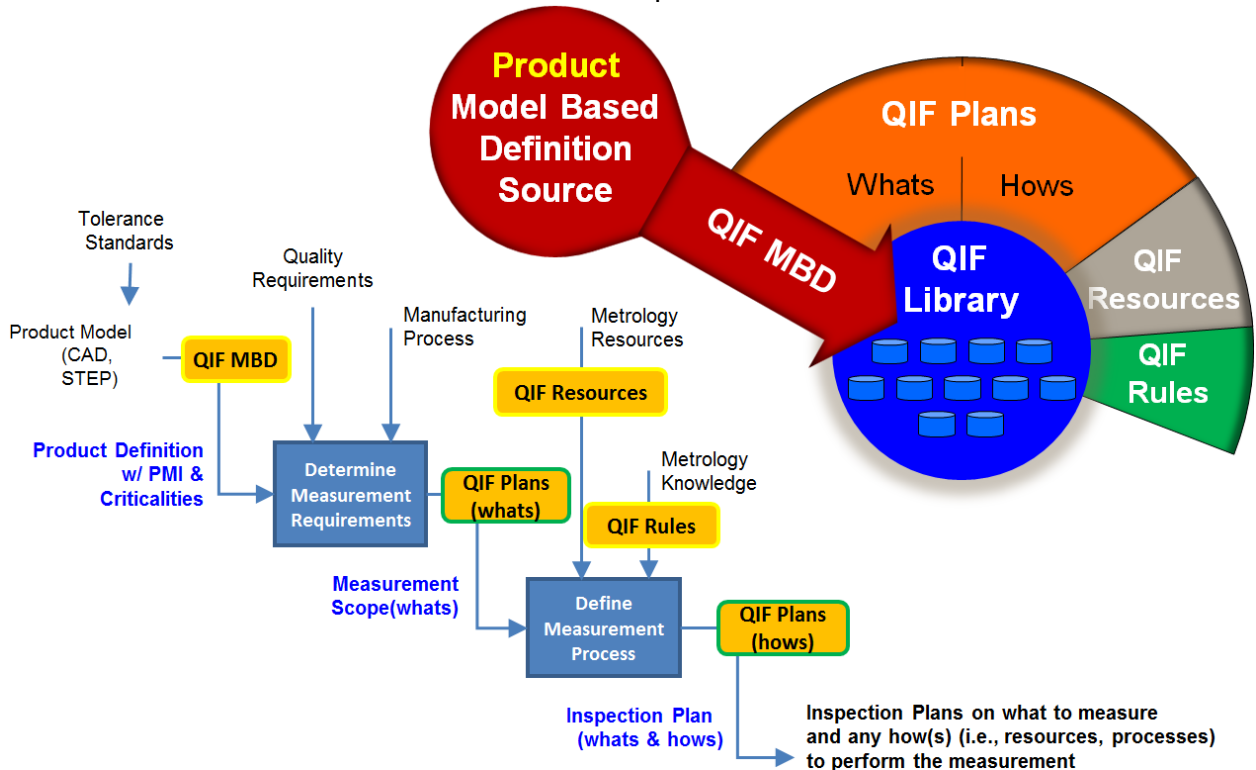 Product
Model Based
Definition
Source
QIF MBD
QIF Plans
Whats
Hows
QIF
Library
QIF
Resources
QIF
Rules
Tolerance
Standards
Product Model
(CAD,
STEP)
QIF MBD
Quality
Requirements
Manufacturing
Process
Metrology
Resources
QIF Resources
Product Definition
w/ PMI &
Criticalities
Determine
Measurement
Requirements
QIF Plans
(whats)
Metrology
Knowledge
QIF Rules
Measurement
Scope(whats)
Define
Measurement
Process
QIF Plans
(hows)
Inspection Plan
(whats & hows)
Inspection Plans on what to measure
and any how(s) (i.e., resources, processes)
to perform the measurement